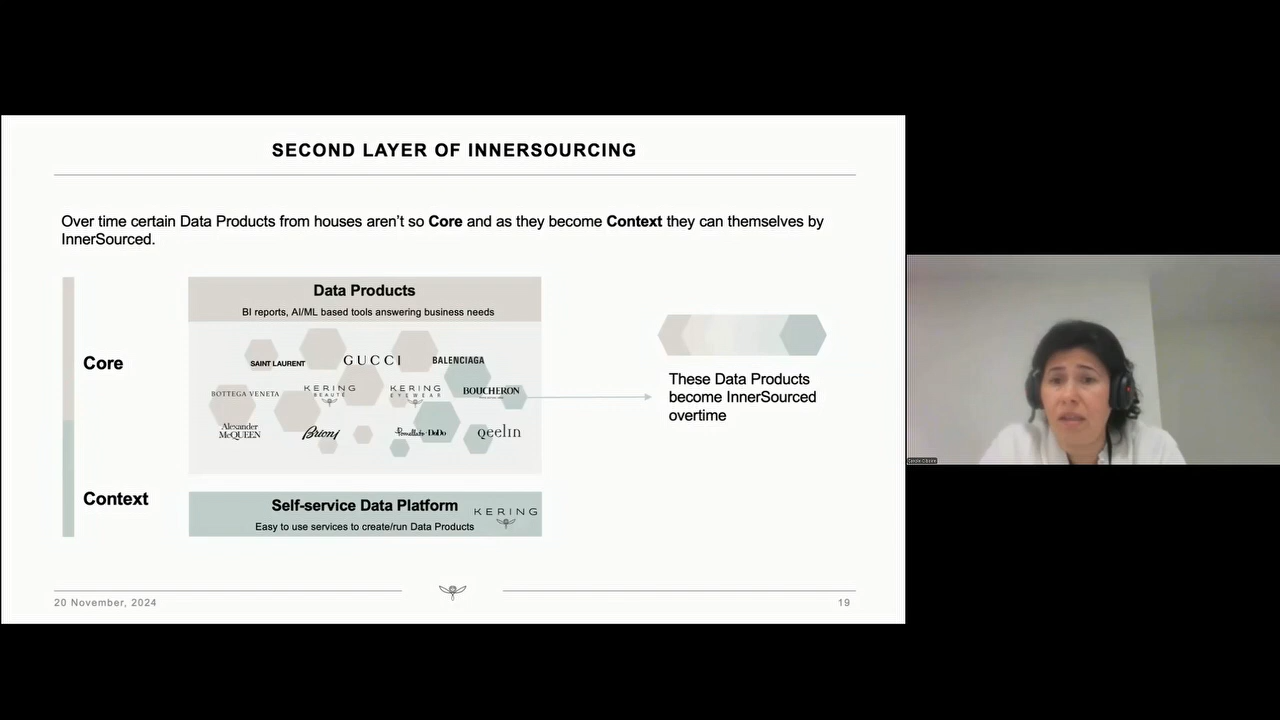 SECOND LAYER OF INNERSOURCING
Over time certain Data Products from houses aren't so Core and as they become Context they can themselves by
InnerSourced.
Data Products
BI reports, AI/ML based tools answering business needs
Core
SAINT LAURENT
GUCCI
BALENCIAGA
BOTTEGA VENETA
KERING
BEAUTÉ
KERING
EYEWEAR
BOUCHERON
Alexander
McQUEEN
Brioni
Pomellato DoDo
qeelin
These Data Products
become InnerSourced
overtime
Context
Self-service Data Platform
KERING
Easy to use services to create/run Data Products
20 November, 2024
19